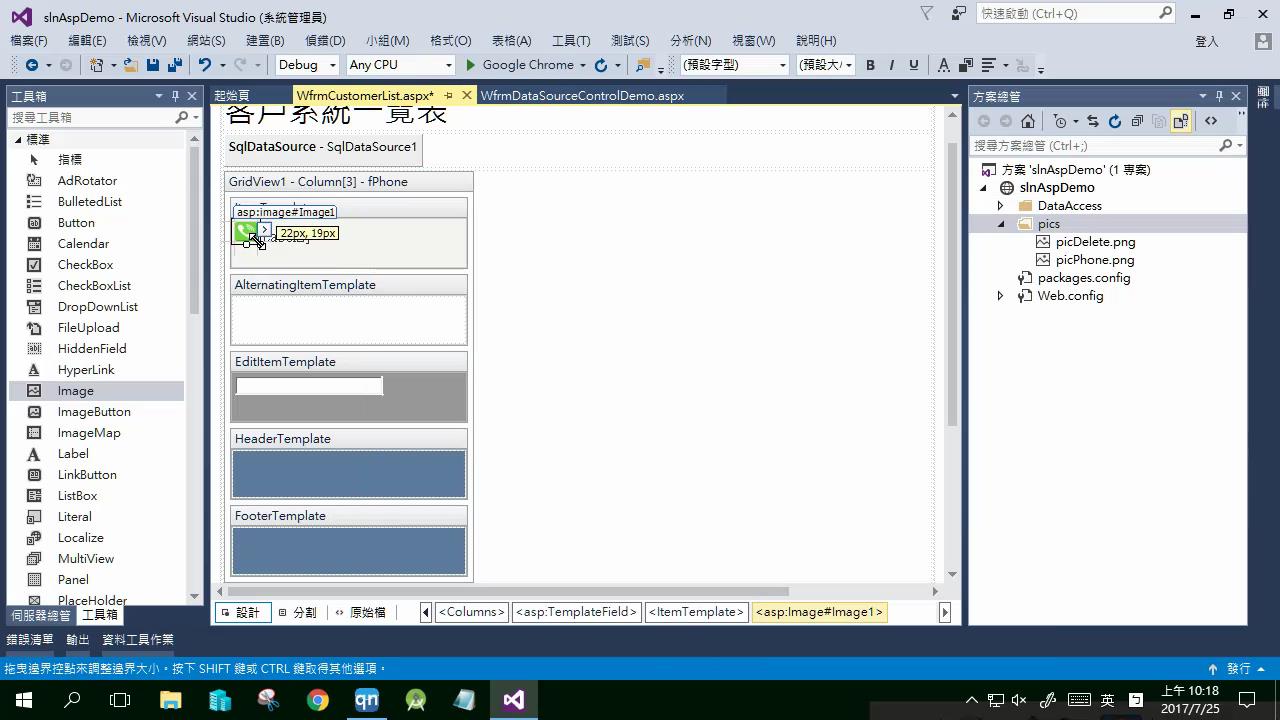 slnAspDemo - Microsoft Visual Studio (系統管理員)
快速啟動 (Ctrl+Q)
檔案(F) 編輯(E) 檢視(V) 網站(S) 建置(B) 偵錯(D) 小組(M) 格式(O) 表格(A) 工具(T) 測試(S) 分析(N) 視窗(W) 說明(H) 登入
Debug Any CPU Google Chrome (預設字型) (預設大 B I U A
工具箱
起始頁 WfrmCustomerList.aspx* WfrmDataSourceControlDemo.aspx
方案總管
搜尋工具箱
標準
指標
AdRotator
BulletedList
Button
Calendar
CheckBox
CheckBoxList
DropDownList
FileUpload
HiddenField
HyperLink
Image
ImageButton
ImageMap
Label
LinkButton
ListBox
Literal
Localize
MultiView
Panel
PlaceHolder
伺服器總管 工具箱
客戶系統一覽表
SqlDataSource - SqlDataSource1
GridView1 - Column[3] - fPhone
asp:image#Image1
22px, 19px
AlternatingItemTemplate
EditItemTemplate
HeaderTemplate
FooterTemplate
設計 分割 原始檔 <Columns> <asp:TemplateField> <ItemTemplate> <asp:Image#Image1>
搜尋方案總管 (Ctrl+;)
方案 'slnAspDemo' (1 專案)
slnAspDemo
DataAccess
pics
picDelete.png
picPhone.png
packages.config
Web.config
錯誤清單 輸出 資料工具作業
拖曳邊界控點來調整邊界大小。按下 SHIFT 鍵或 CTRL 鍵取得其他選項。
發行
qn
英
上午 10:18
2017/7/25